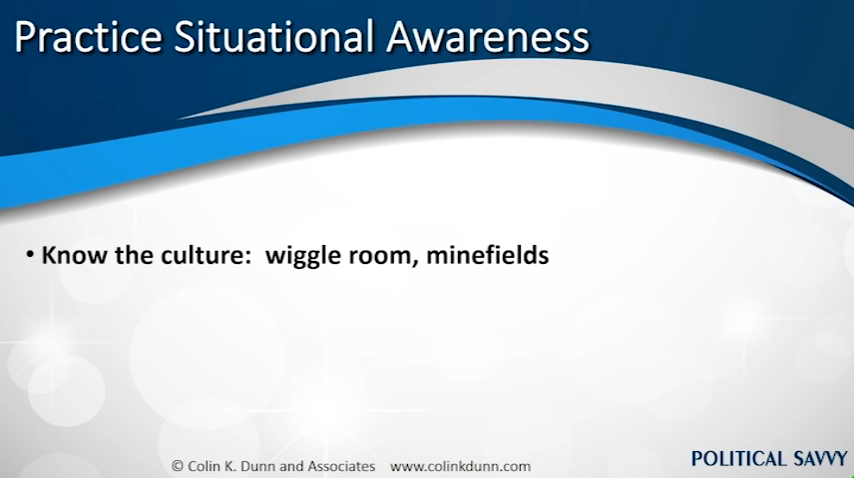 Practice Situational Awareness
• Know the culture:  wiggle room, minefields
© Colin K. Dunn and Associates    www.colinkdunn.com
POLITICAL SAVVY